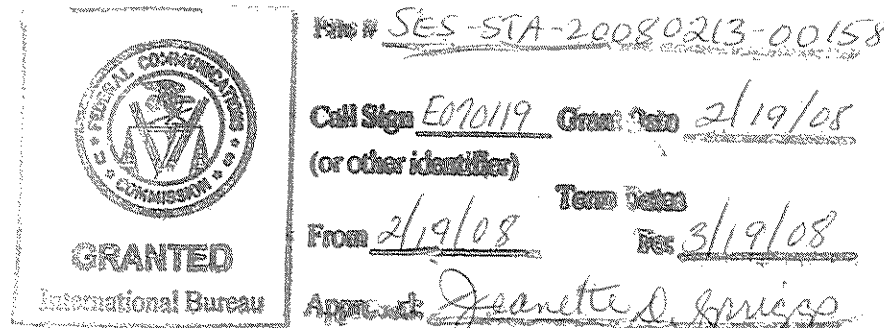 File # SES-STA-20080213-00158
FEDERAL COMMUNICATIONS COMMISSION
Call Sign E070119 Grant Date 2/19/08
(or other identifier)
Term Dates
From 2/19/08 To: 3/19/08
GRANTED
International Bureau
Approved: Jeanette D. Spriggs